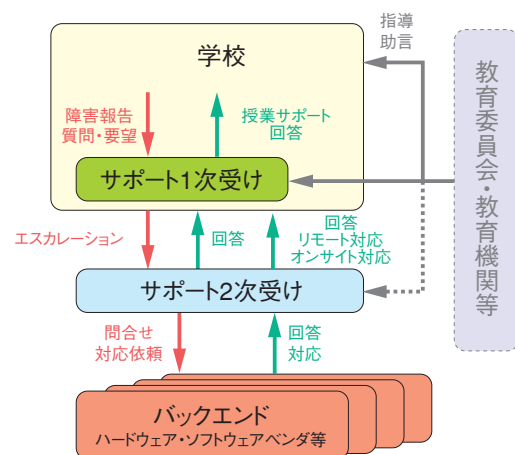 学校
指導
助言
障害報告
質問・要望
授業サポート
回答
サポート1次受け
教育委員会・教育機関等
エスカレーション
回答
回答
リモート対応
オンサイト対応
サポート2次受け
問合せ
対応依頼
回答
対応
バックエンド
ハードウェア・ソフトウェアベンダ等